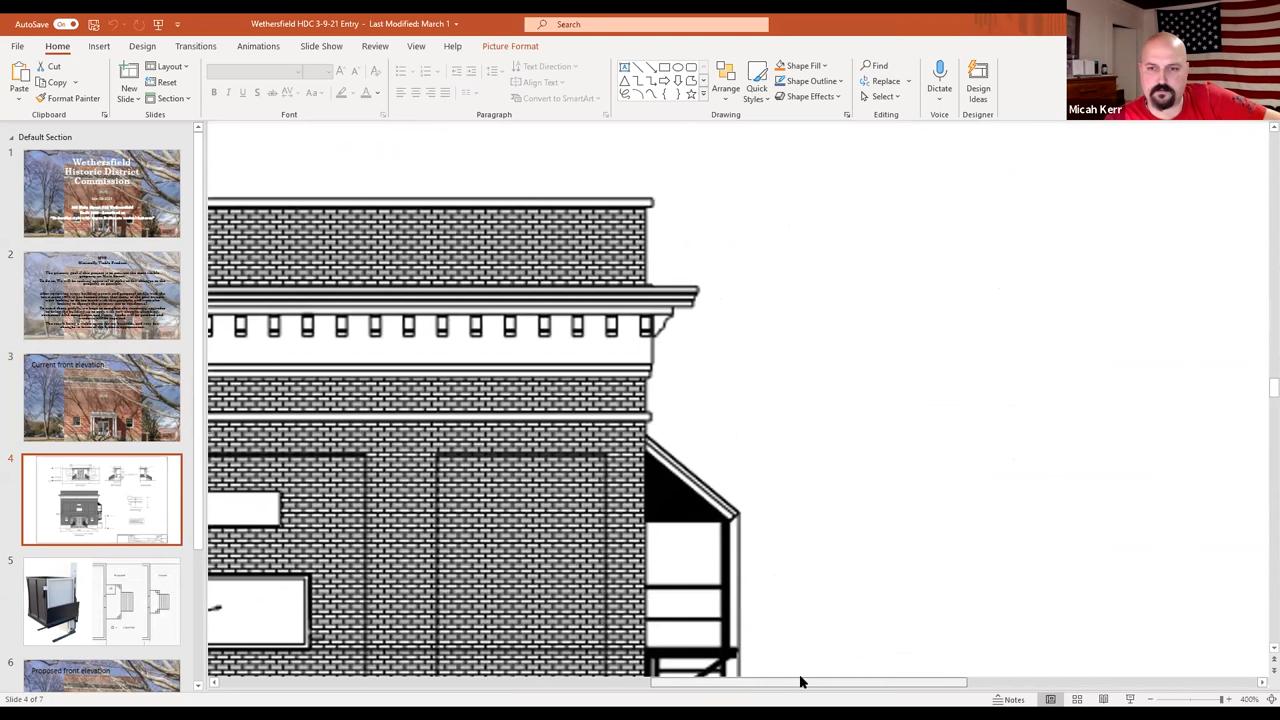 AutoSave On Wethersfield HDC 3-9-21 Entry - Last Modified: March 1 Search
File Home Insert Design Transitions Animations Slide Show Review View Help Picture Format
Paste Cut Copy Format Painter Clipboard
New Slide Layout Reset Section Slides
B I U S Aa A Font
Text Direction Align Text Convert to SmartArt Paragraph
Arrange Quick Styles Shape Fill Shape Outline Shape Effects Drawing
Find Replace Select Editing
Dictate Voice
Design Ideas Designer
Micah Kerr
Default Section
1
Wethersfield
Historic District
Commission
2
3
Current front elevation
4
5
6
Proposed front elevation
Slide 4 of 7 Notes 400%